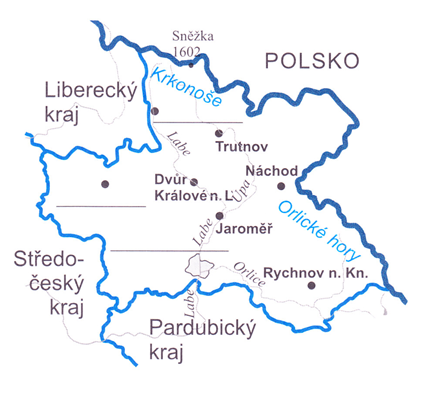 Sněžka
1602
POLSKO
Krkonoše
Liberecký
kraj
Labe
Trutnov
Náchod
Dvůr
Králové n. L.
Úpa
Orlické hory
Labe
Jaroměř
Středo-
český
kraj
Orlice
Rychnov n. Kn.
Labe
Pardubický
kraj